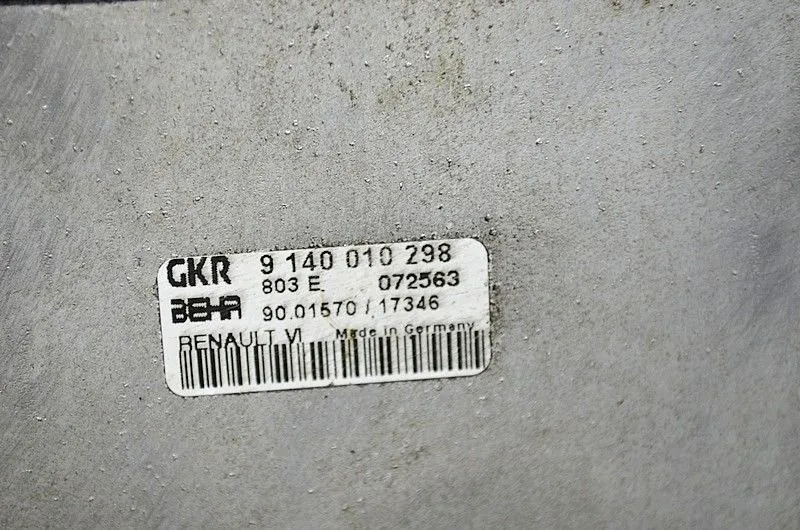 GKR 9 140 010 298
803 E. 072563
BEHR 90.01570 / 17346
RENAULT VI Made in Germany